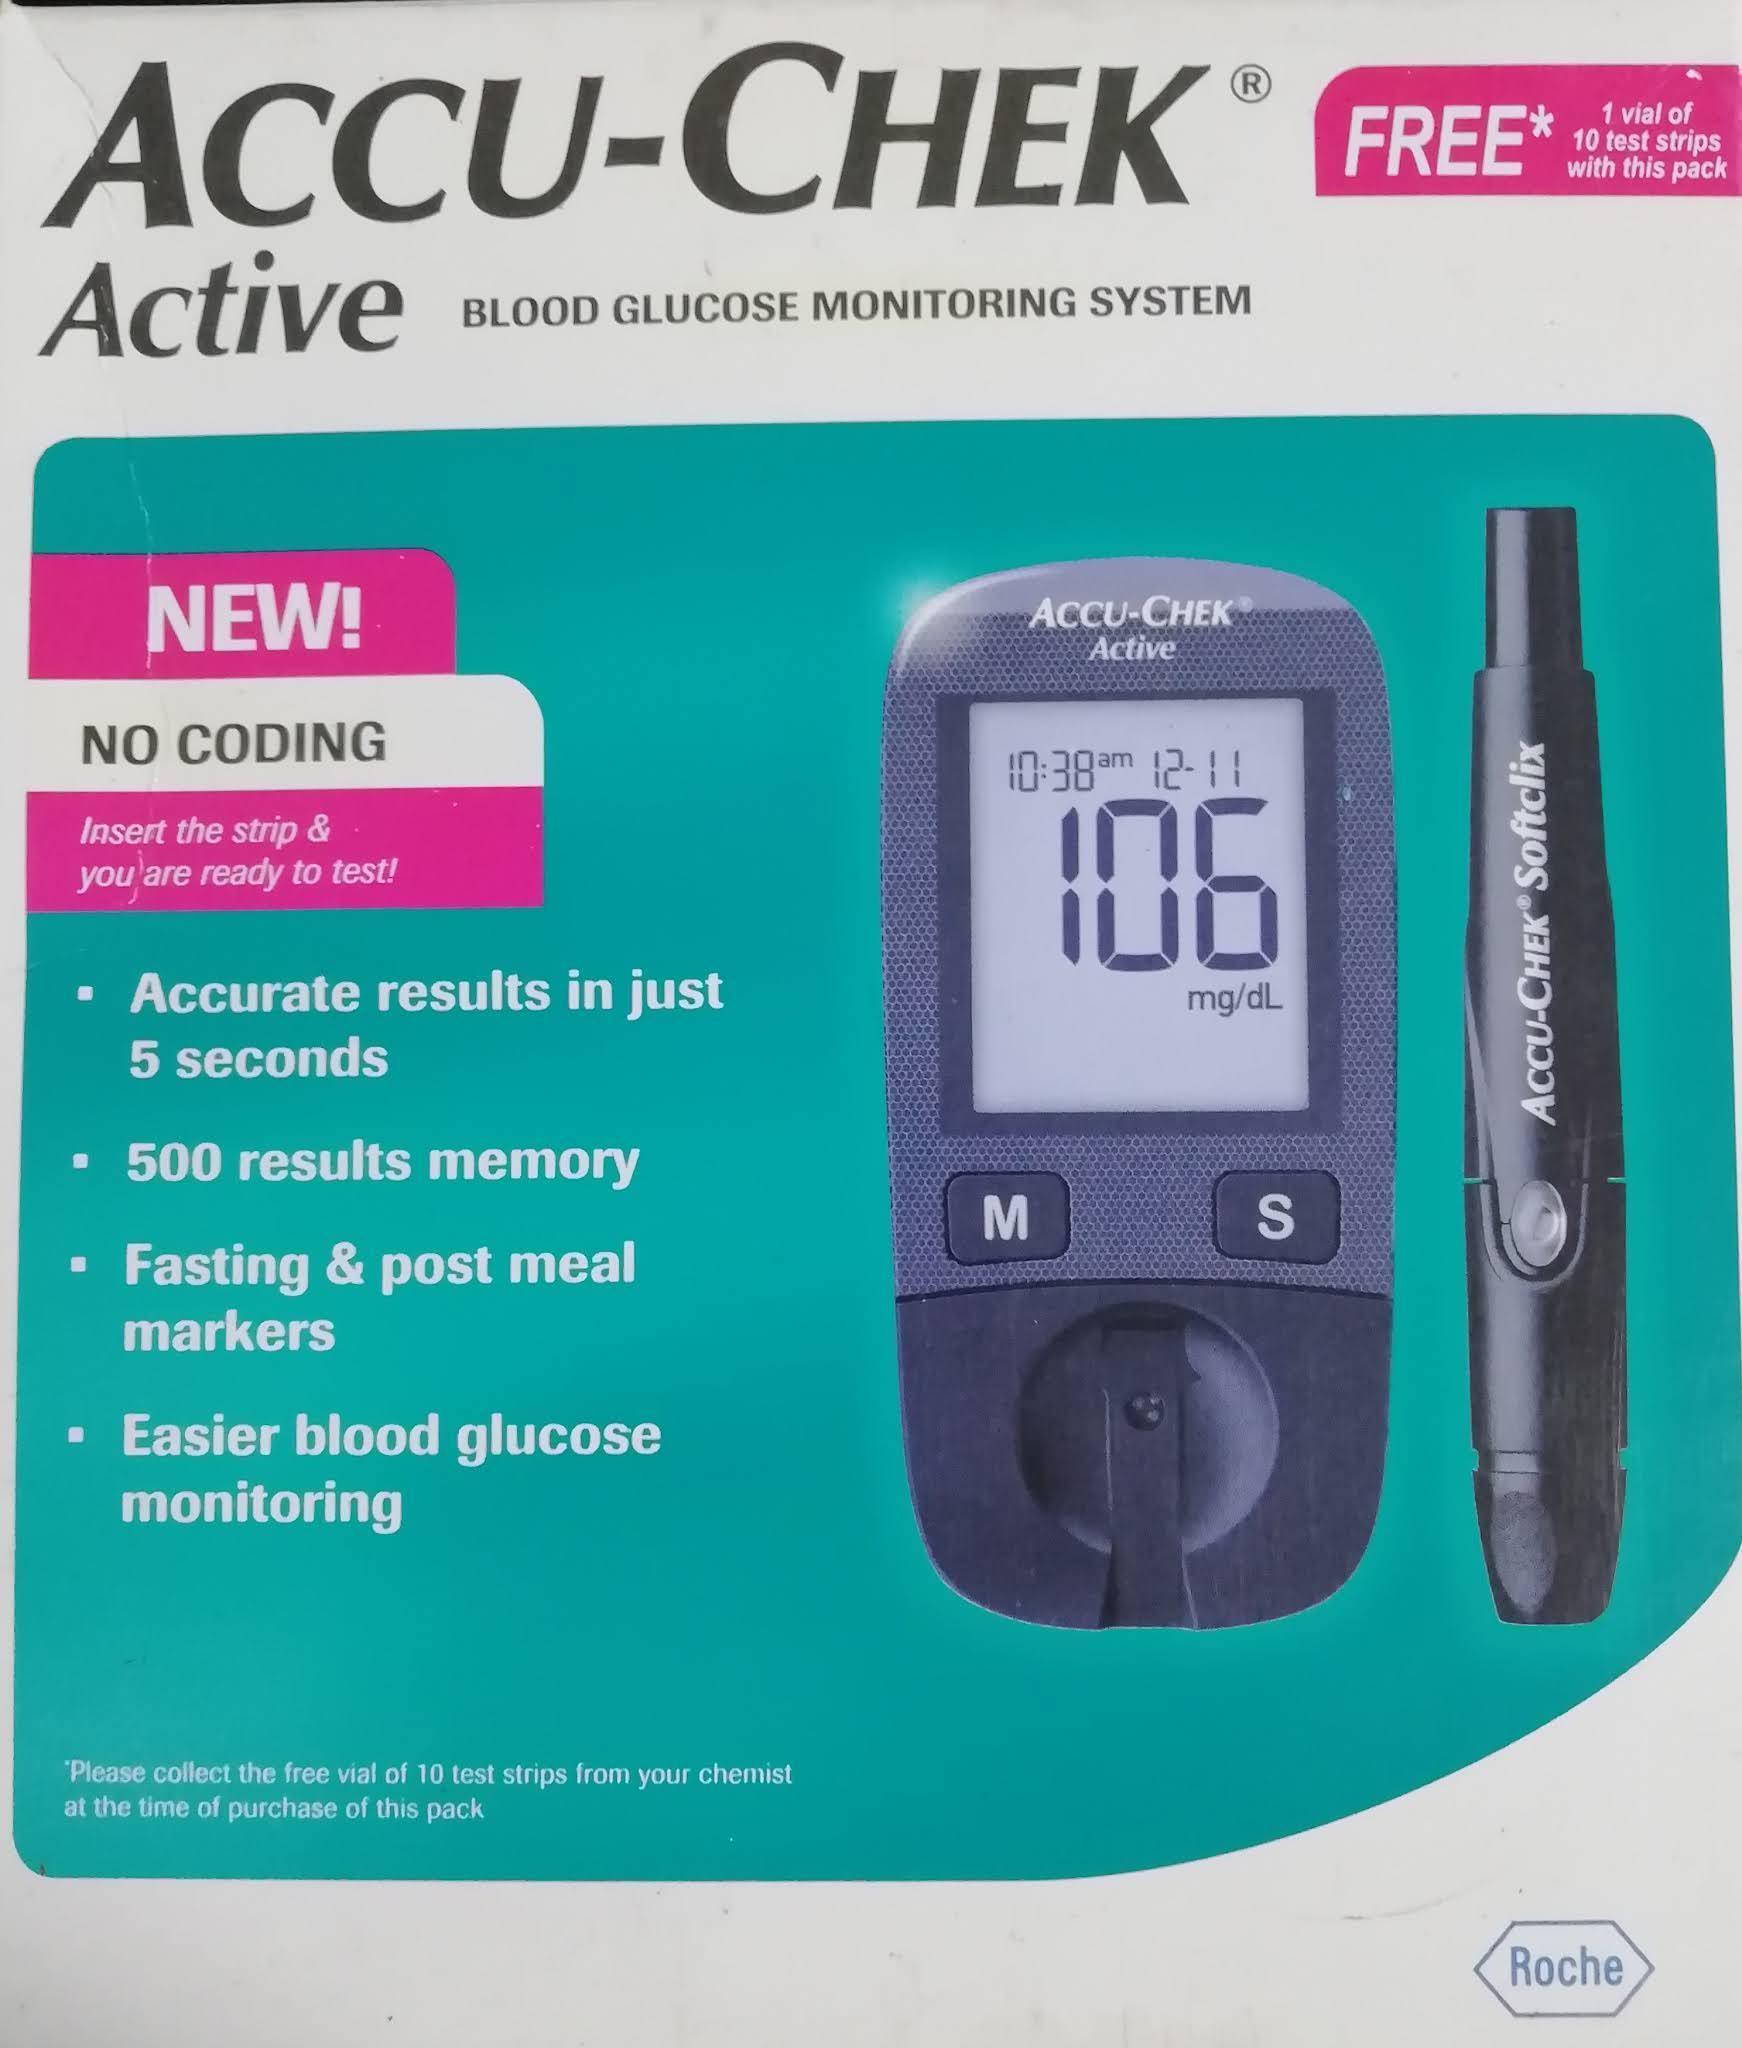 ACCU-CHEK®
FREE* 1 vial of
10 test strips
with this pack
Active BLOOD GLUCOSE MONITORING SYSTEM
NEW!
NO CODING
Insert the strip &
you are ready to test!
▪ Accurate results in just
5 seconds
▪ 500 results memory
▪ Fasting & post meal
markers
▪ Easier blood glucose
monitoring
ACCU-CHEK®
Active
10:38am 12-11
106
mg/dL
M S
ACCU-CHEK® Softclix
*Please collect the free vial of 10 test strips from your chemist
at the time of purchase of this pack
Roche